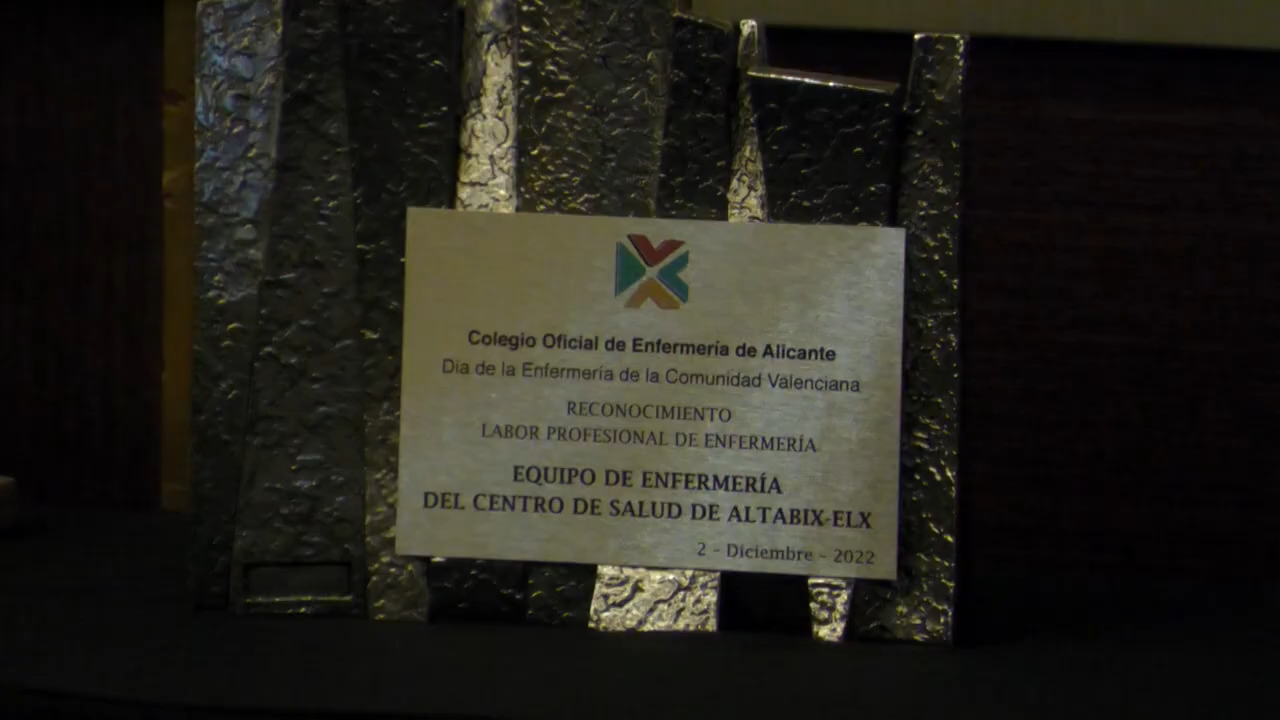 Colegio Oficial de Enfermería de Alicante
Dia de la Enfermería de la Comunidad Valenciana
RECONOCIMIENTO
LABOR PROFESIONAL DE ENFERMERÍA
EQUIPO DE ENFERMERÍA
DEL CENTRO DE SALUD DE ALTABIX-ELX
2 - Diciembre - 2022